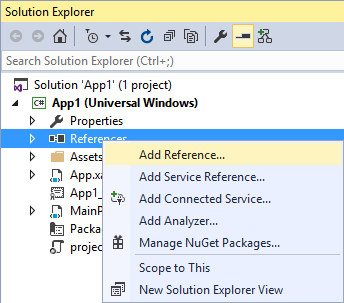 Solution Explorer
Search Solution Explorer (Ctrl+;)
Solution 'App1' (1 project)
C# App1 (Universal Windows)
Properties
References
Add Reference...
Assets
Add Service Reference...
App.xa
Add Connected Service...
App1_
Add Analyzer...
MainP
Manage NuGet Packages...
Packa
projec
Scope to This
New Solution Explorer View